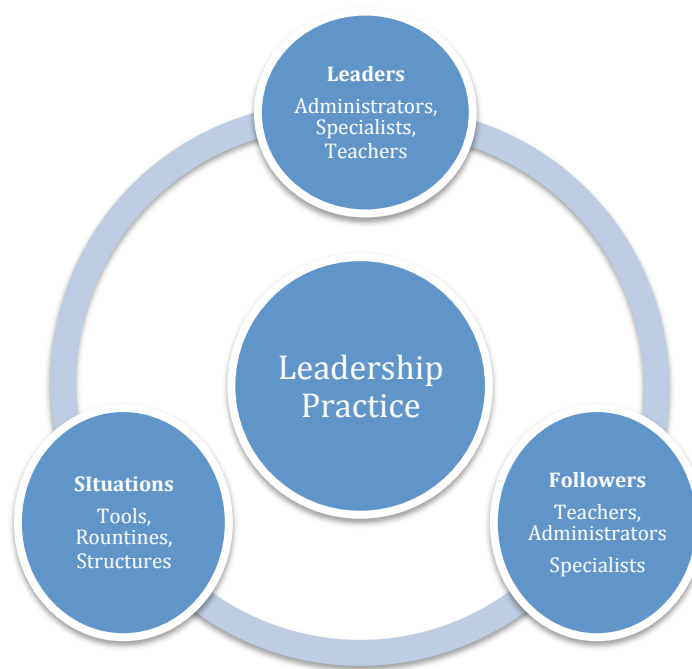 Leaders
Administrators,
Specialists,
Teachers
Leadership
Practice
SItuations
Tools,
Rountines,
Structures
Followers
Teachers,
Administrators
Specialists